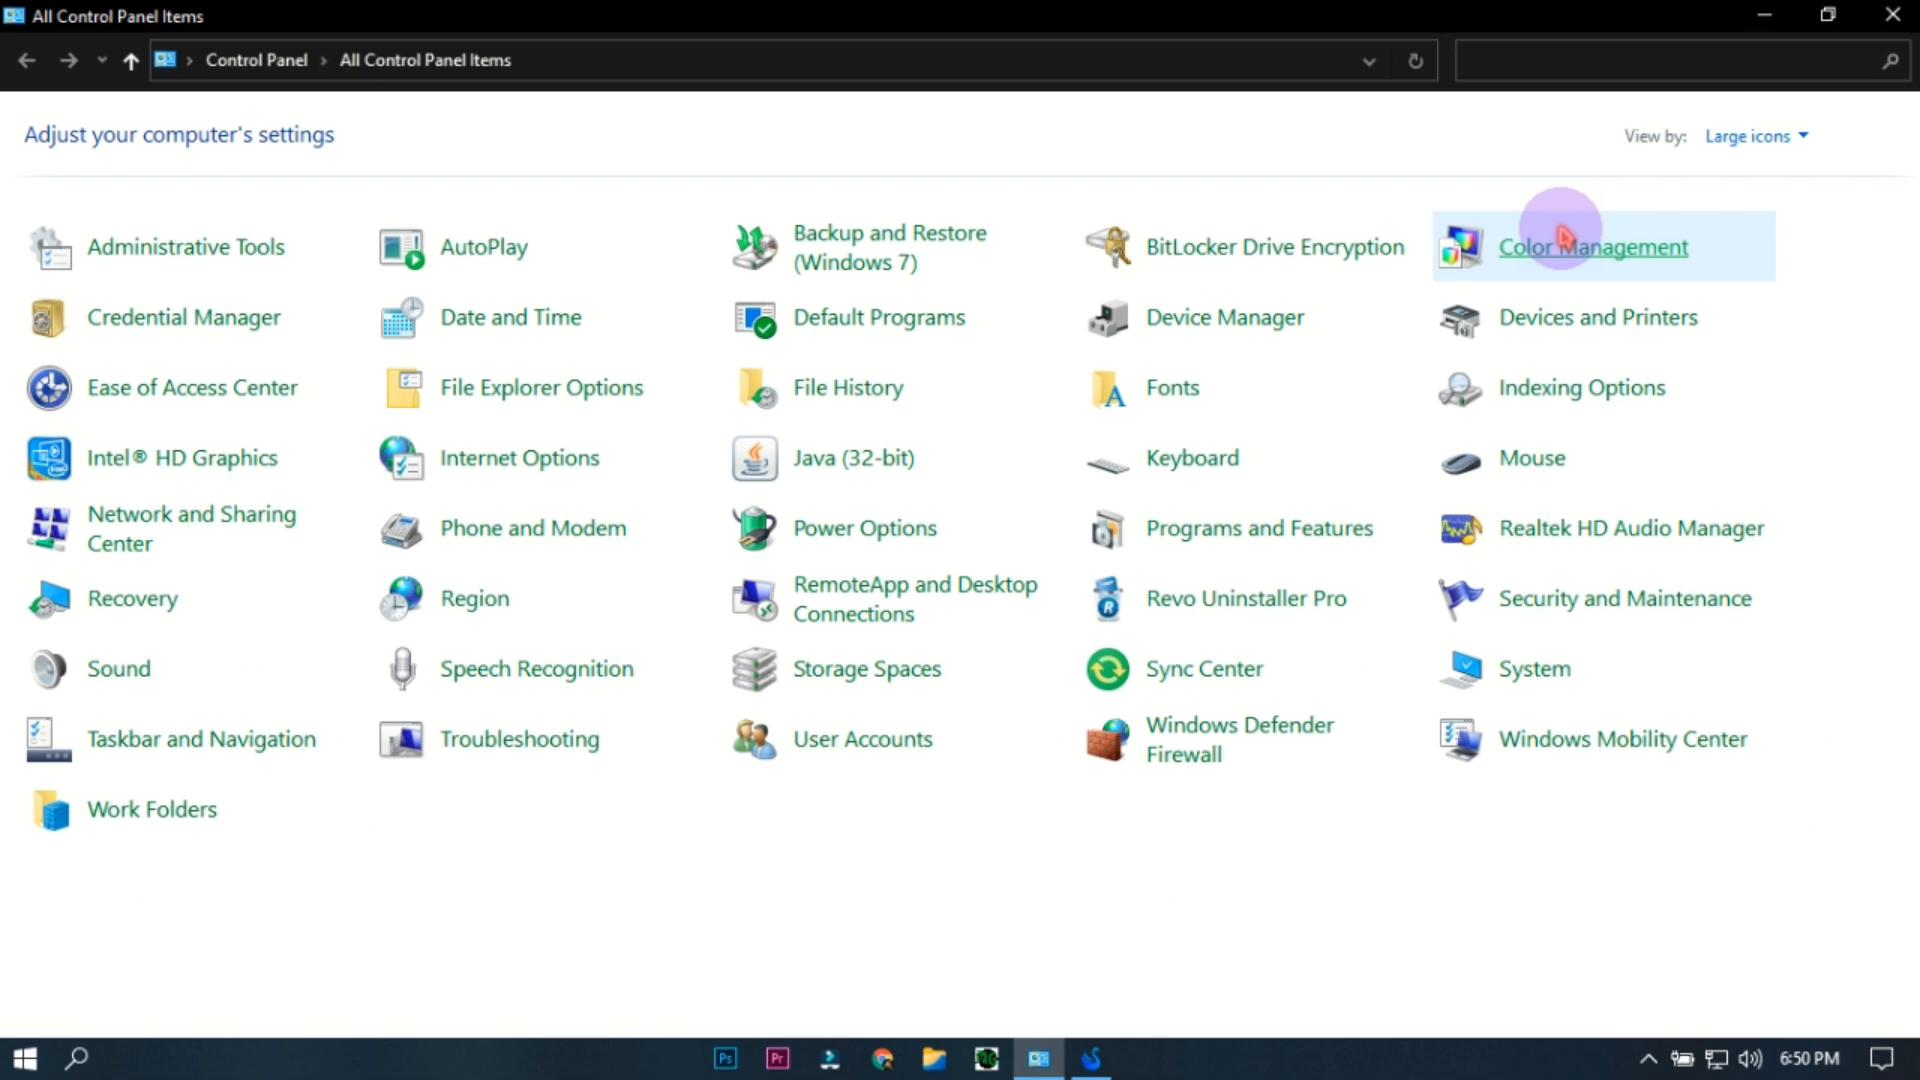 All Control Panel Items
Control Panel › All Control Panel Items
Adjust your computer's settings
View by: Large icons
Administrative Tools
AutoPlay
Backup and Restore
(Windows 7)
BitLocker Drive Encryption
Color Management
Credential Manager
Date and Time
Default Programs
Device Manager
Devices and Printers
Ease of Access Center
File Explorer Options
File History
Fonts
Indexing Options
Intel® HD Graphics
Internet Options
Java (32-bit)
Keyboard
Mouse
Network and Sharing
Center
Phone and Modem
Power Options
Programs and Features
Realtek HD Audio Manager
Recovery
Region
RemoteApp and Desktop
Connections
Revo Uninstaller Pro
Security and Maintenance
Sound
Speech Recognition
Storage Spaces
Sync Center
System
Taskbar and Navigation
Troubleshooting
User Accounts
Windows Defender
Firewall
Windows Mobility Center
Work Folders
Ps
Pr
6:50 PM